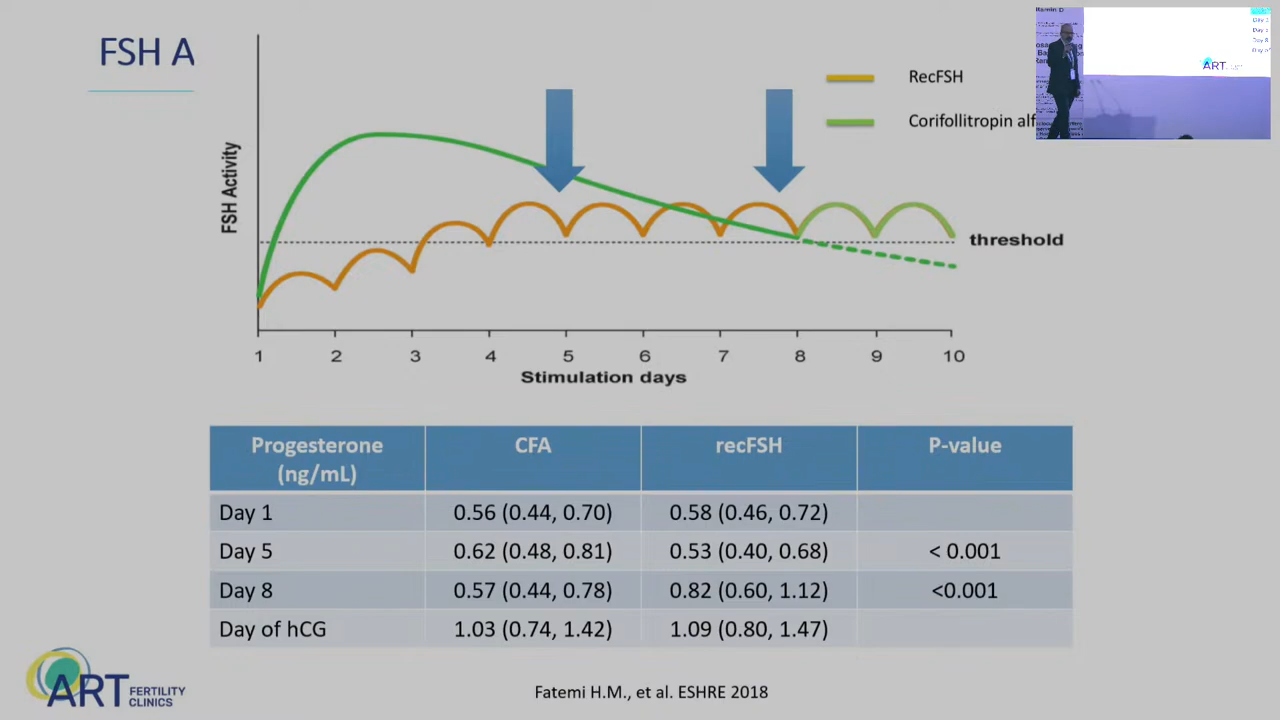 FSH A
RecFSH
Corifollitropin alf
FSH Activity
threshold
1 2 3 4 5 6 7 8 9 10
Stimulation days
Progesterone (ng/mL) CFA recFSH P-value
Day 1 0.56 (0.44, 0.70) 0.58 (0.46, 0.72)
Day 5 0.62 (0.48, 0.81) 0.53 (0.40, 0.68) < 0.001
Day 8 0.57 (0.44, 0.78) 0.82 (0.60, 1.12) <0.001
Day of hCG 1.03 (0.74, 1.42) 1.09 (0.80, 1.47)
ART FERTILITY CLINICS
Fatemi H.M., et al. ESHRE 2018
ART
Day 8